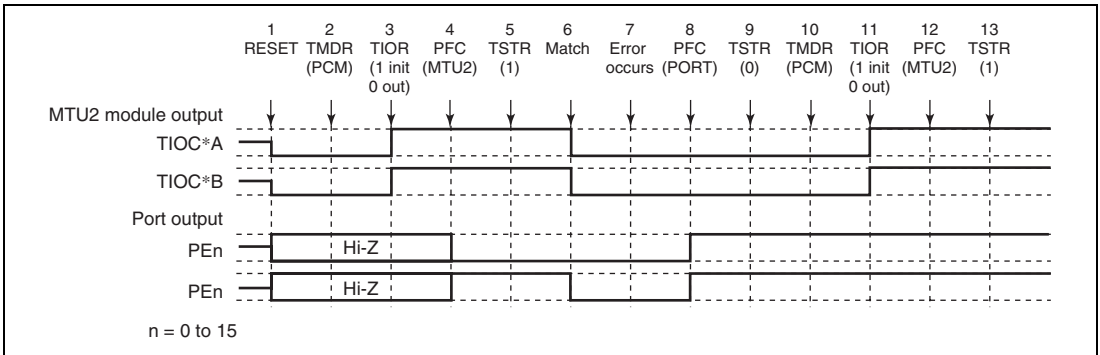 1 2 3 4 5 6 7 8 9 10 11 12 13
RESET TMDR TIOR PFC TSTR Match Error PFC TSTR TMDR TIOR PFC TSTR
(PCM) (1 init (MTU2) (1) occurs (PORT) (0) (PCM) (1 init (MTU2) (1)
0 out) 0 out)
MTU2 module output
TIOC*A
TIOC*B
Port output
PEn Hi-Z
PEn Hi-Z
n = 0 to 15